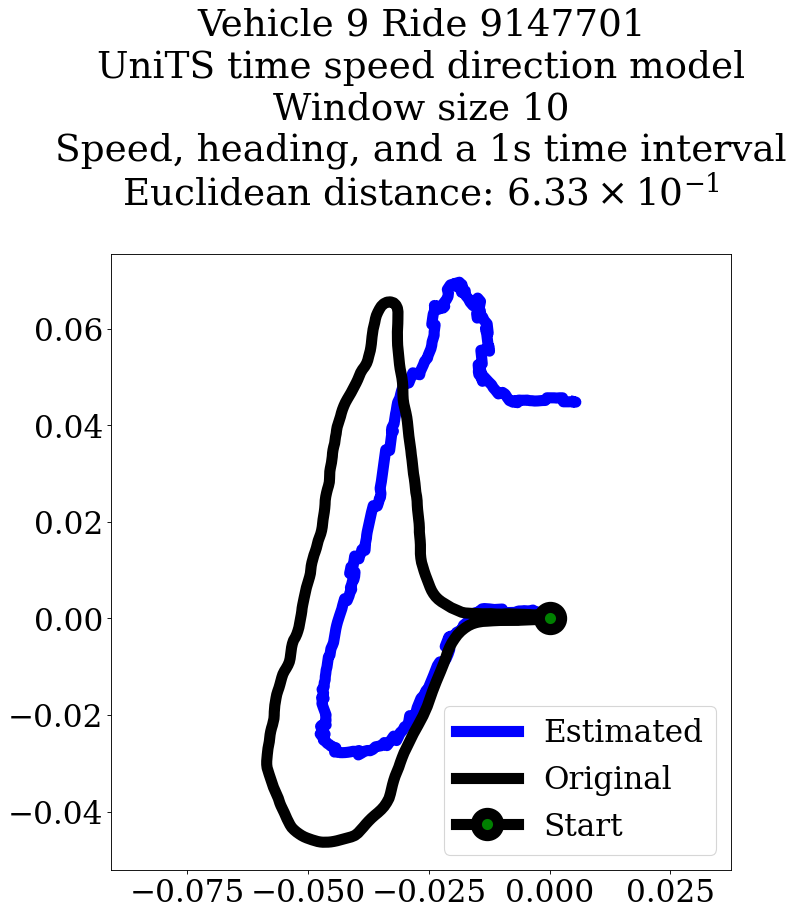 Vehicle 9 Ride 9147701
UniTS time speed direction model
Window size 10
Speed, heading, and a 1s time interval
Euclidean distance: 6.33 × 10⁻¹
0.06
0.04
0.02
0.00
−0.02
−0.04
Estimated
Original
Start
−0.075 −0.050 −0.025 0.000 0.025